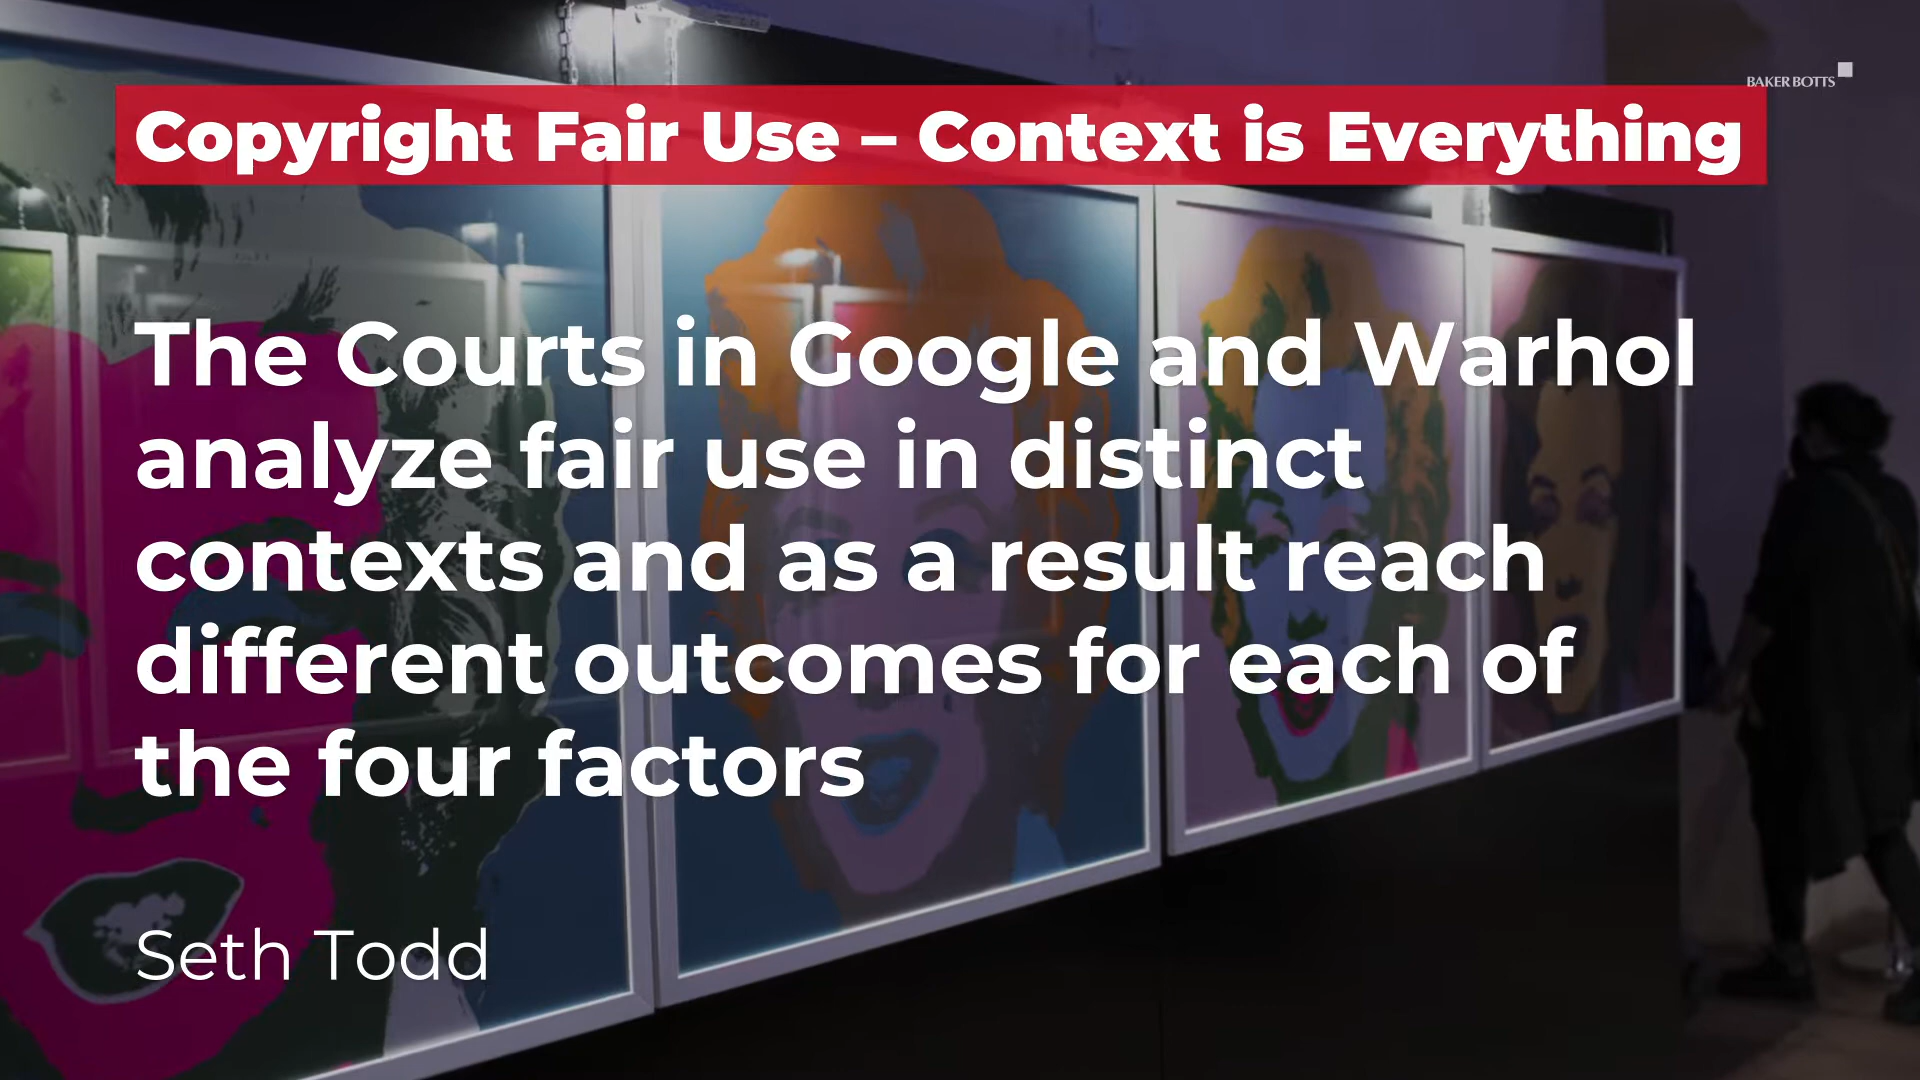 BAKER BOTTS
Copyright Fair Use – Context is Everything
The Courts in Google and Warhol
analyze fair use in distinct
contexts and as a result reach
different outcomes for each of
the four factors
Seth Todd